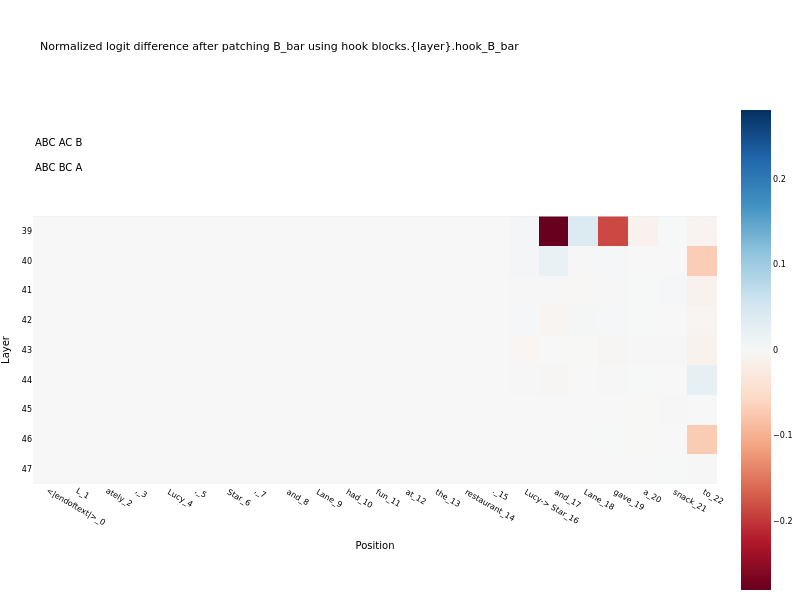 Normalized logit difference after patching B_bar using hook blocks.{layer}.hook_B_bar
ABC AC B
ABC BC A
Layer
39
40
41
42
43
44
45
46
47
<|endoftext|>_0
L_1
ately_2
,_3
Lucy_4
,_5
Star_6
,_7
and_8
Lane_9
had_10
fun_11
at_12
the_13
restaurant_14
._15
Lucy-> Star_16
and_17
Lane_18
gave_19
a_20
snack_21
to_22
Position
0.2
0.1
0
−0.1
−0.2